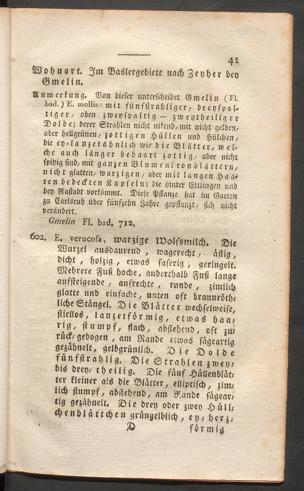 41
Wohnort. Im Baslergebiete nach Zeyher bey
Gmelin.
Anmerkung. Von dieser unterscheidet Gmelin (Fl.
bad.) E. mollis: mit fünfstrahliger, dreyspal-
tiger, oben zweyspaltig — zweytheiliger
Dolde; derer Strahlen nicht nikend, mit nicht gelden,
aber hellgrünen, zottigen Hüllen und Hülchen,
die ey-lanzetähnlich wie die Blätter, wel-
che auch länger behaart zottig, aber nicht
spitzig sind, mit ganzen Blumenkronblättern,
nicht glatten, warzigen, aber mit langen Haa-
ren bedeckten Kapseln; die hinter Ettlingen und
bey Rastadt vorkömmt. Diese Pflanze hat im Garten
zu Carlsruh über fünfzehn Jahre gepflanzt, sich nicht
verändert.
Gmelin Fl. bad. 712.
602. E. verucosa, warzige Wolfsmilch. Die
Wurzel ausdaurend, wagerecht, ästig,
dicht, holzig, etwas faserig, geringelt.
Mehrere Fuß hoche, anderthalb Fuß lange
aufsteigende, aufrechte, runde, zimlich
glatte und einfache, unten oft braunröth-
liche Stängel. Die Blätter wechselweise,
stiellos, lanzetförmig, etwas haa-
rig, stumpf, flach, abstehend, oft zu-
rück gebogen, am Rande etwas sägeartig
gezähnelt, gelbgrünlich. Die Dolde
fünfstrahlig. Die Strahlen zwey-
bis drey-theilig. Die fünf Hüllenblät-
ter kleiner als die Blätter, elliptisch, zim-
lich stumpf, abstehend, am Rande sägear-
tig gezähnelt. Die drey oder zwey Hüll-
chenblättchen grüngelblich, ey-herz-
D förmig